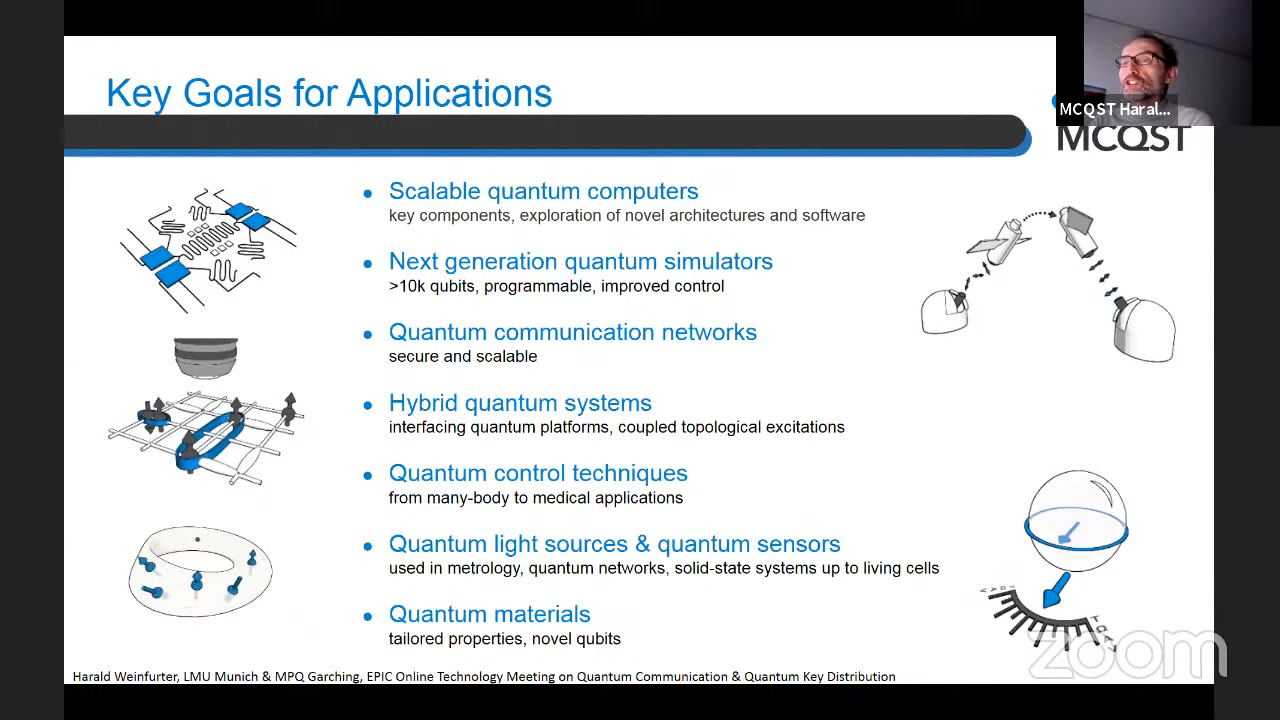 Key Goals for Applications
MCQST Haral...
MCQST
• Scalable quantum computers
key components, exploration of novel architectures and software
• Next generation quantum simulators
>10k qubits, programmable, improved control
• Quantum communication networks
secure and scalable
• Hybrid quantum systems
interfacing quantum platforms, coupled topological excitations
• Quantum control techniques
from many-body to medical applications
• Quantum light sources & quantum sensors
used in metrology, quantum networks, solid-state systems up to living cells
• Quantum materials
tailored properties, novel qubits
zoom
Harald Weinfurter, LMU Munich & MPQ Garching, EPIC Online Technology Meeting on Quantum Communication & Quantum Key Distribution